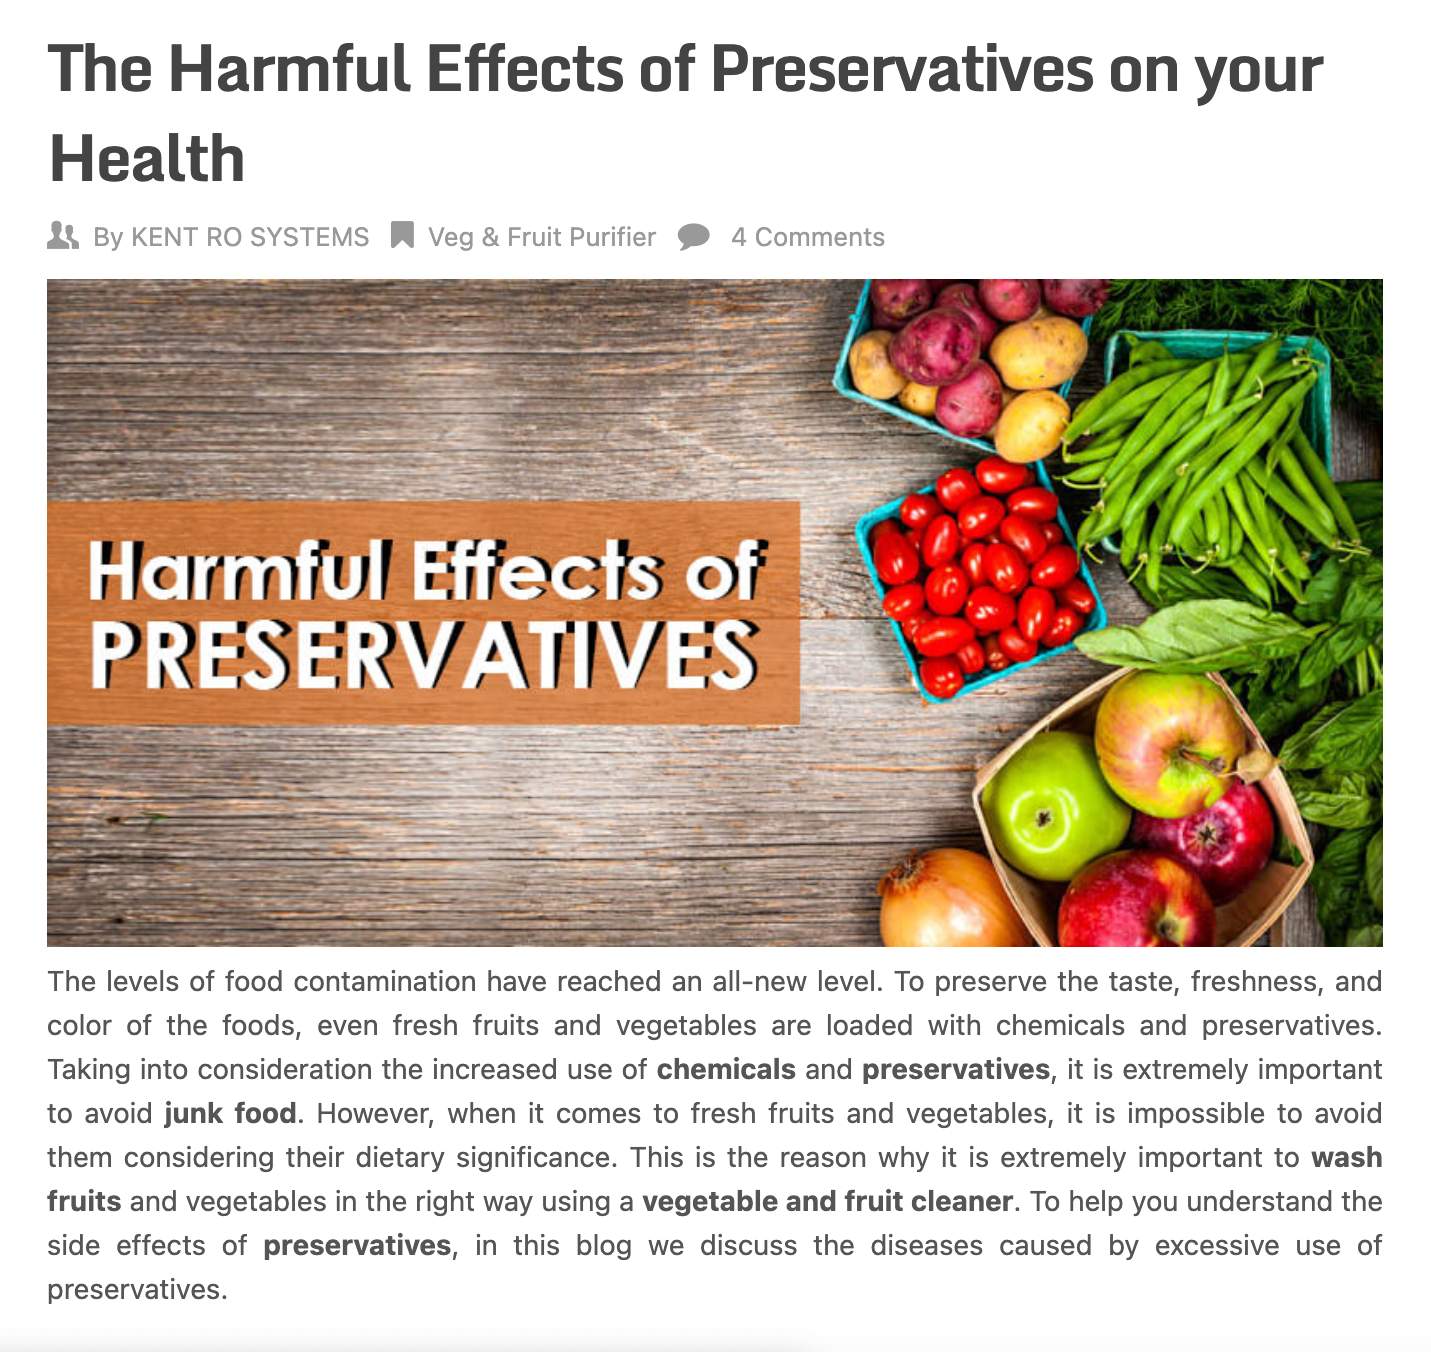 The Harmful Effects of Preservatives on your
Health
By KENT RO SYSTEMS Veg & Fruit Purifier 4 Comments
Harmful Effects of
PRESERVATIVES
The levels of food contamination have reached an all-new level. To preserve the taste, freshness, and
color of the foods, even fresh fruits and vegetables are loaded with chemicals and preservatives.
Taking into consideration the increased use of chemicals and preservatives, it is extremely important
to avoid junk food. However, when it comes to fresh fruits and vegetables, it is impossible to avoid
them considering their dietary significance. This is the reason why it is extremely important to wash
fruits and vegetables in the right way using a vegetable and fruit cleaner. To help you understand the
side effects of preservatives, in this blog we discuss the diseases caused by excessive use of
preservatives.